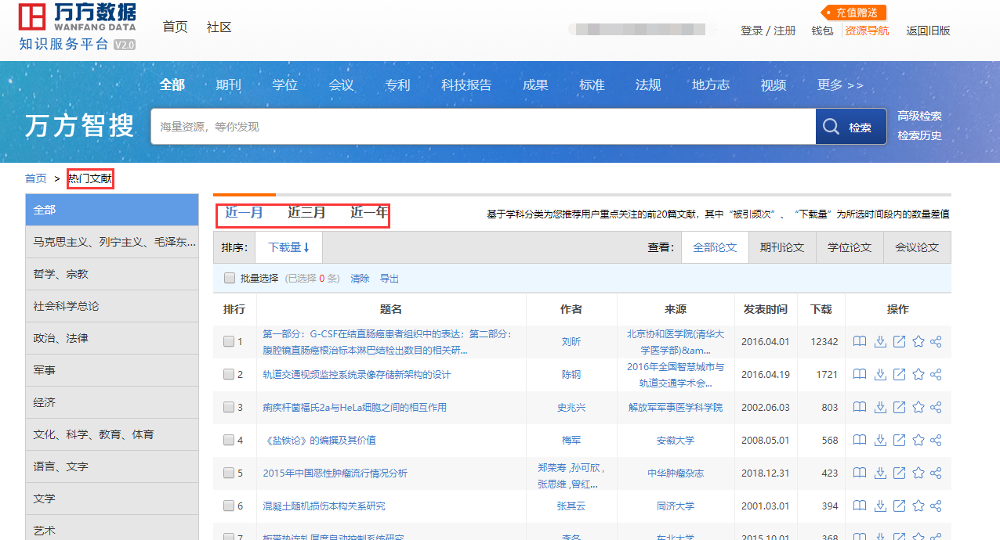 万方数据
WANFANG DATA
知识服务平台 V2.0
首页 社区
充值赠送
登录 / 注册 钱包 资源导航 返回旧版
全部 期刊 学位 会议 专利 科技报告 成果 标准 法规 地方志 视频 更多 >>
万方智搜 海量资源，等你发现 检索
高级检索
检索历史
首页 > 热门文献
全部
马克思主义、列宁主义、毛泽东...
哲学、宗教
社会科学总论
政治、法律
军事
经济
文化、科学、教育、体育
语言、文字
文学
艺术
近一月 近三月 近一年 基于学科分类为您推荐用户重点关注的前20篇文献，其中“被引频次”、“下载量”为所选时间段内的数量差值
排序： 下载量↓ 查看： 全部论文 期刊论文 学位论文 会议论文
批量选择 (已选择 0 条) 清除 导出
排行 题名 作者 来源 发表时间 下载 操作
1 第一部分：G-CSF在结直肠癌患者组织中的表达；第二部分：
腹腔镜直肠癌根治标本淋巴结检出数目的相关研... 刘昕 北京协和医学院(清华大
学医学部)&am... 2016.04.01 12342
2 轨道交通视频监控系统录像存储新架构的设计 陈钢 2016年全国智慧城市与
轨道交通学术会... 2016.04.19 1721
3 痢疾杆菌福氏2a与HeLa细胞之间的相互作用 史兆兴 解放军军事医学科学院 2002.06.03 803
4 《盐铁论》的编撰及其价值 梅军 安徽大学 2008.05.01 568
5 2015年中国恶性肿瘤流行情况分析 郑荣寿 ,孙可欣 ,
张思维 ,曾红... 中华肿瘤杂志 2018.12.31 423
6 混凝土随机损伤本构关系研究 张其云 同济大学 2001.03.01 394
7 板带热连轧厚度自动控制系统研究 李冬 东北大学 2015.10.01 368